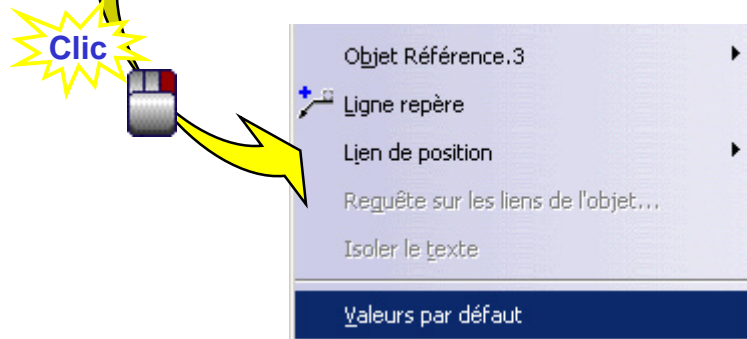 Clic
Objet Référence.3
Ligne repère
Lien de position
Requête sur les liens de l'objet...
Isoler le texte
Valeurs par défaut